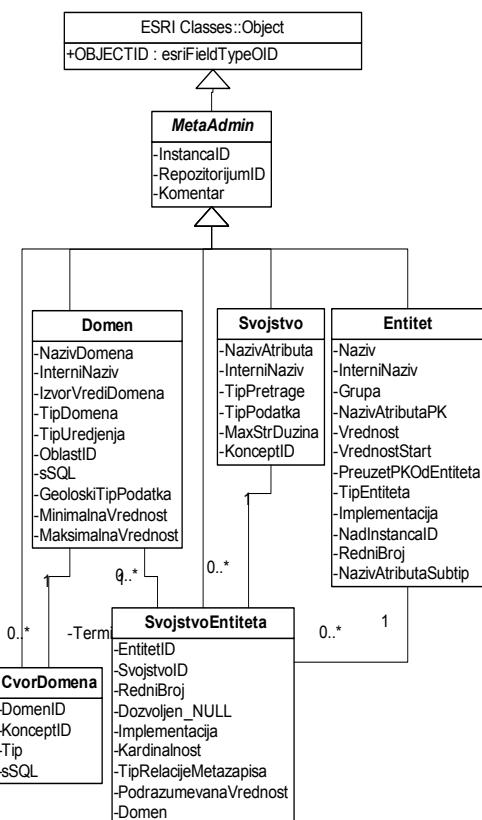 ESRI Classes::Object
+OBJECTID : esriFieldTypeOID
MetaAdmin
-InstancaID
-RepozitorijumID
-Komentar
Domen
-NazivDomena
-InterniNaziv
-IzvorVrediDomena
-TipDomena
-TipUredjenja
-OblastID
-sSQL
-GeoloskiTipPodatka
-MinimalnaVrednost
-MaksimalnaVrednost
Svojstvo
-NazivAtributa
-InterniNaziv
-TipPretrage
-TipPodatka
-MaxStrDuzina
-KonceptID
Entitet
-Naziv
-InterniNaziv
-Grupa
-NazivAtributaPK
-Vrednost
-VrednostStart
-PreuzetPKOdEntiteta
-TipEntiteta
-Implementacija
-NadInstancaID
-RedniBroj
-NazivAtributaSubtip
1
0..*
0..*
1
0..*
-Termi
0..*
1
CvorDomena
-DomenID
-KonceptID
-Tip
-sSQL
SvojstvoEntiteta
-EntitetID
-SvojstvoID
-RedniBroj
-Dozvoljen_NULL
-Implementacija
-Kardinalnost
-TipRelacijeMetazapisa
-PodrazumevanaVrednost
-Domen